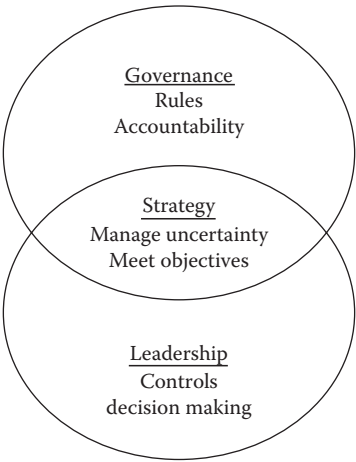 Governance
Rules
Accountability
Strategy
Manage uncertainty
Meet objectives
Leadership
Controls
decision making